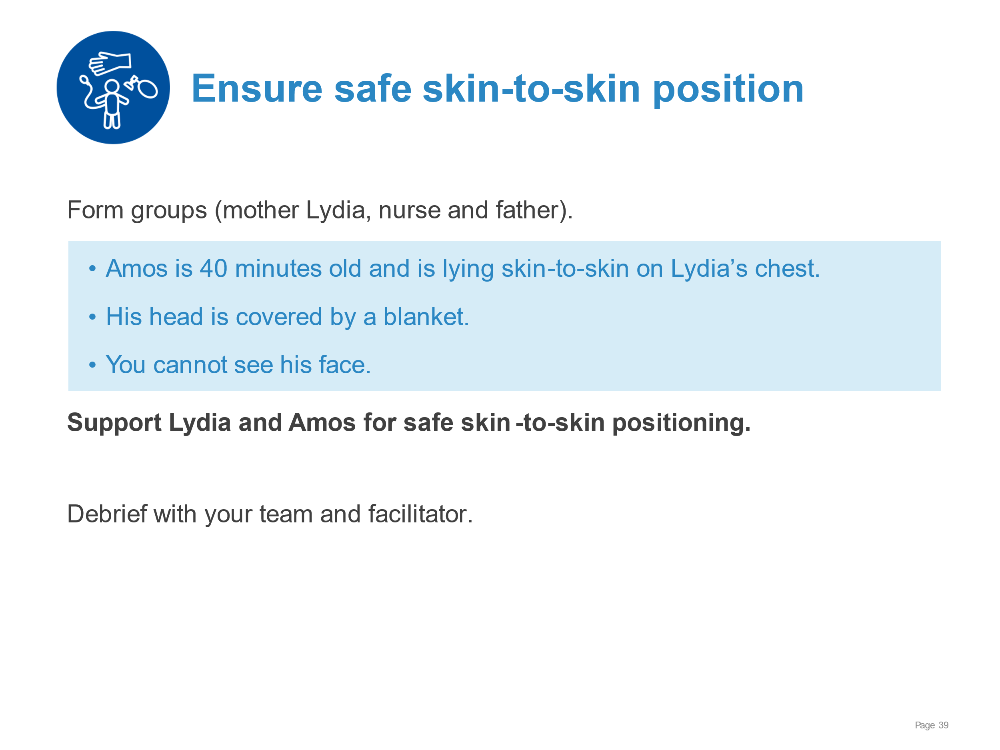 Ensure safe skin-to-skin position
Form groups (mother Lydia, nurse and father).
• Amos is 40 minutes old and is lying skin-to-skin on Lydia’s chest.
• His head is covered by a blanket.
• You cannot see his face.
Support Lydia and Amos for safe skin-to-skin positioning.
Debrief with your team and facilitator.
Page 39